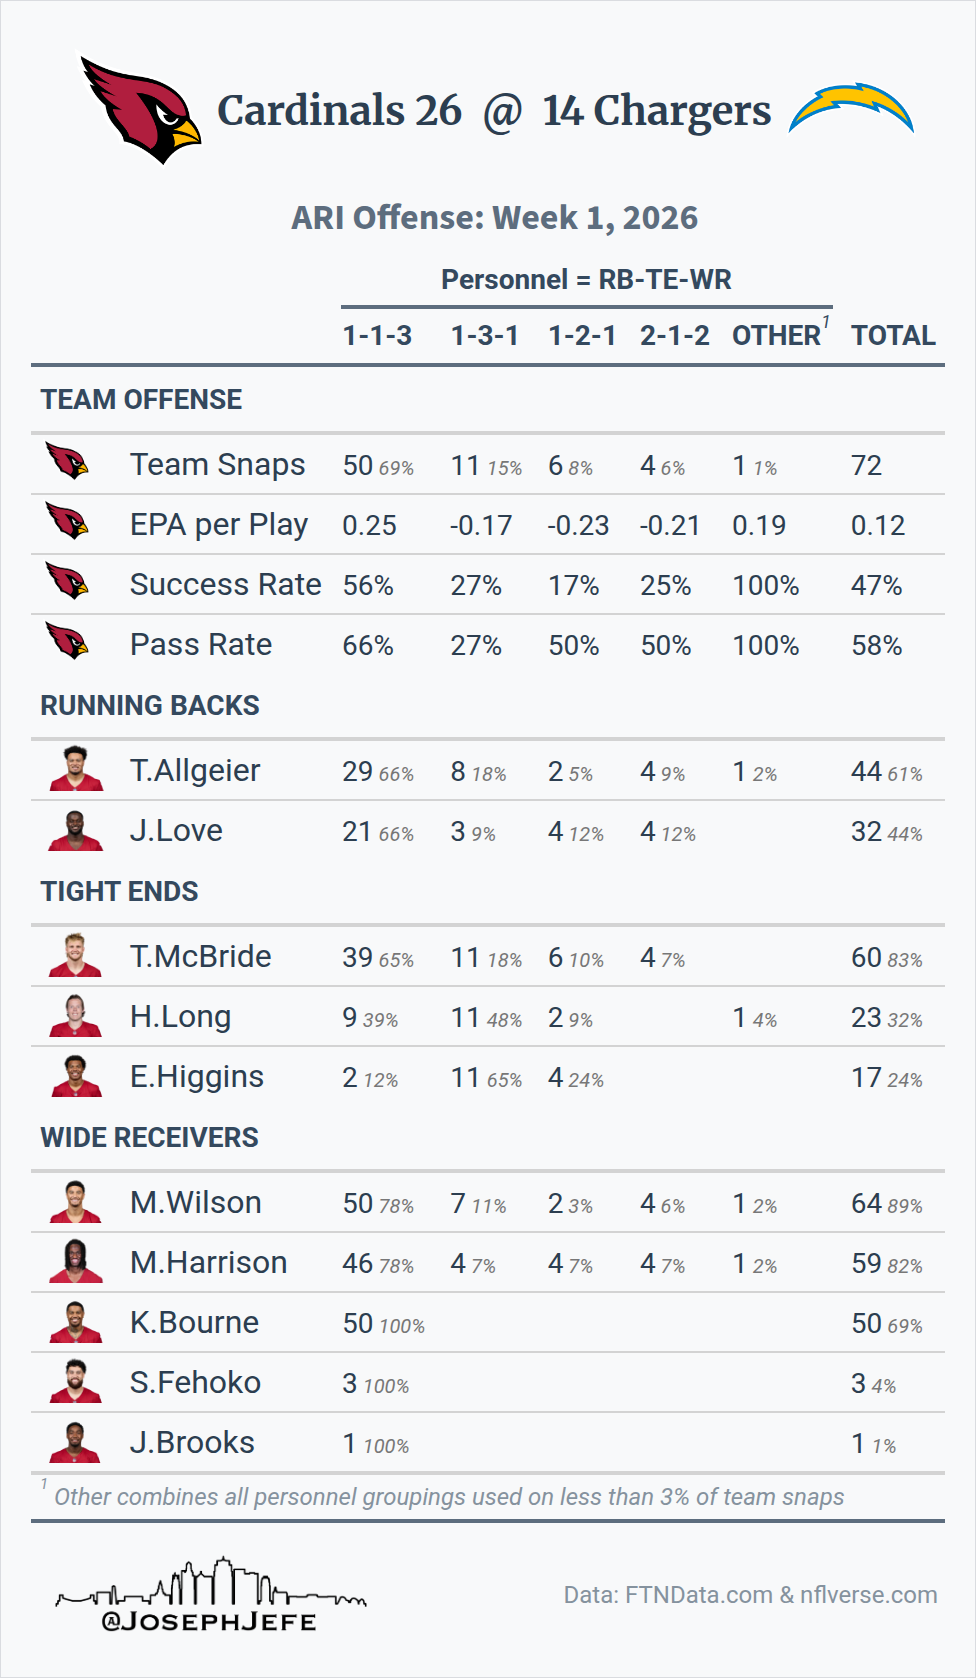 Cardinals 26 @ 14 Chargers
ARI Offense: Week 1, 2026
Personnel = RB-TE-WR
1-1-3 1-3-1 1-2-1 2-1-2 OTHER1 TOTAL
TEAM OFFENSE
Team Snaps 50 69% 11 15% 6 8% 4 6% 1 1% 72
EPA per Play 0.25 -0.17 -0.23 -0.21 0.19 0.12
Success Rate 56% 27% 17% 25% 100% 47%
Pass Rate 66% 27% 50% 50% 100% 58%
RUNNING BACKS
T.Allgeier 29 66% 8 18% 2 5% 4 9% 1 2% 44 61%
J.Love 21 66% 3 9% 4 12% 4 12% 32 44%
TIGHT ENDS
T.McBride 39 65% 11 18% 6 10% 4 7% 60 83%
H.Long 9 39% 11 48% 2 9% 1 4% 23 32%
E.Higgins 2 12% 11 65% 4 24% 17 24%
WIDE RECEIVERS
M.Wilson 50 78% 7 11% 2 3% 4 6% 1 2% 64 89%
M.Harrison 46 78% 4 7% 4 7% 4 7% 1 2% 59 82%
K.Bourne 50 100% 50 69%
S.Fehoko 3 100% 3 4%
J.Brooks 1 100% 1 1%
1 Other combines all personnel groupings used on less than 3% of team snaps
@JOSEPHJEFE
Data: FTNData.com & nflverse.com